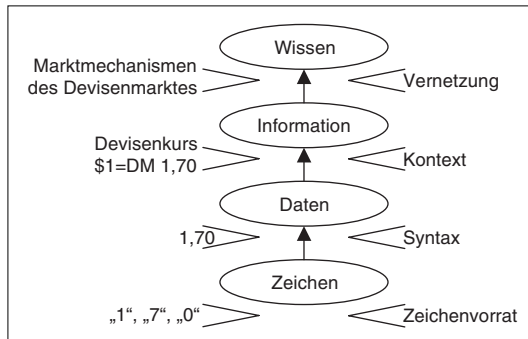 Wissen
Marktmechanismen
des Devisenmarktes
Vernetzung
Information
Devisenkurs
$1=DM 1,70
Kontext
Daten
1,70
Syntax
Zeichen
„1“, „7“, „0“
Zeichenvorrat